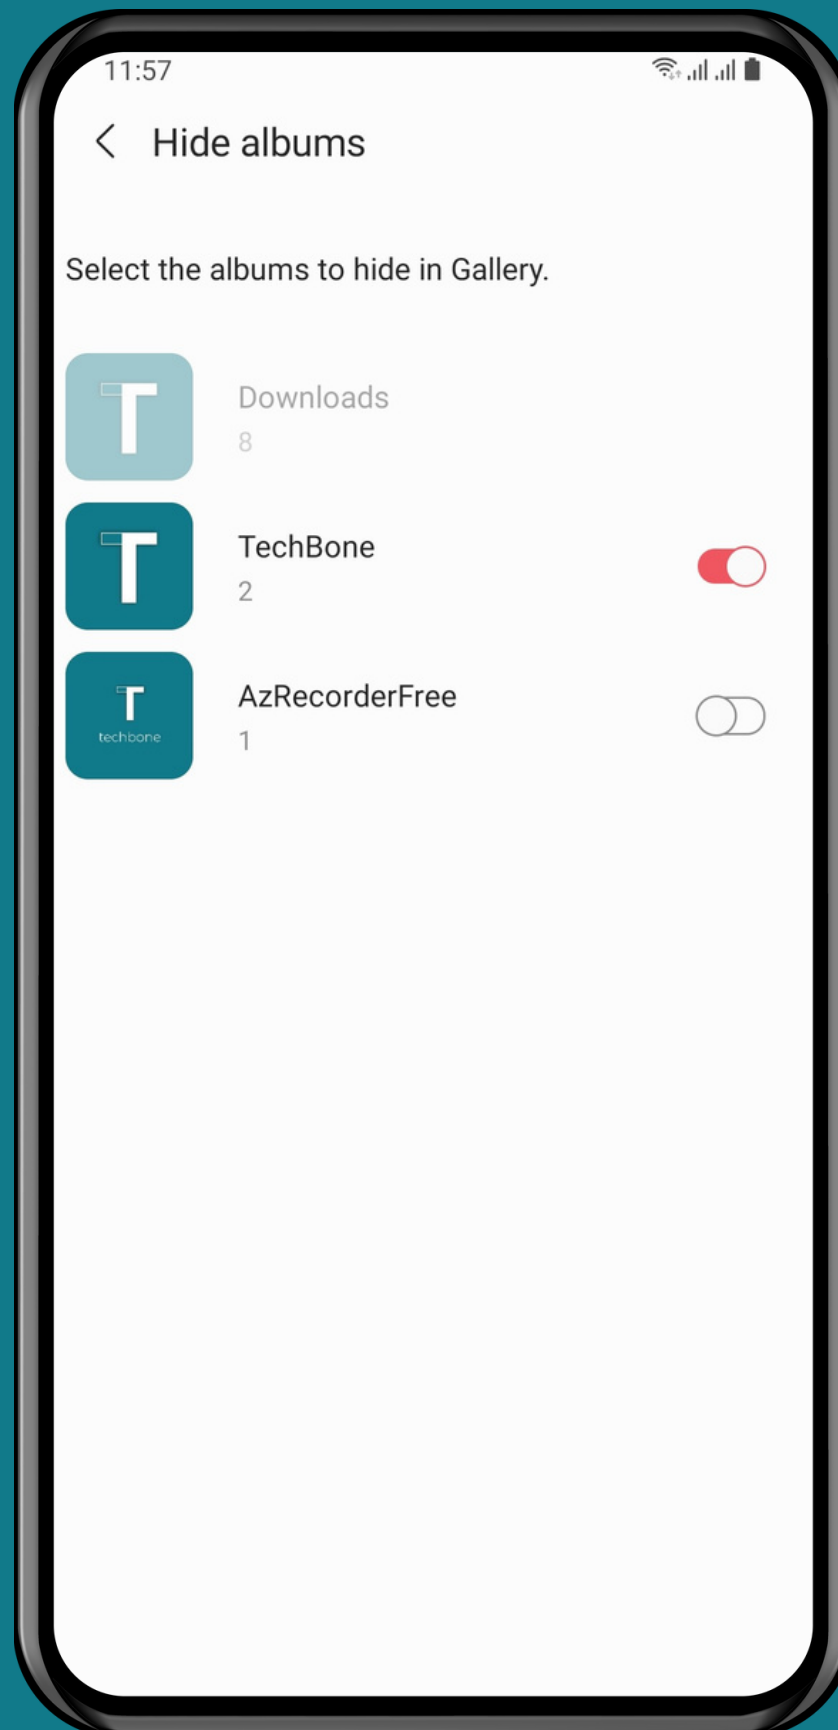 11:57
Hide albums
Select the albums to hide in Gallery.
T
Downloads
8
T
TechBone
2
T
techbone
AzRecorderFree
1